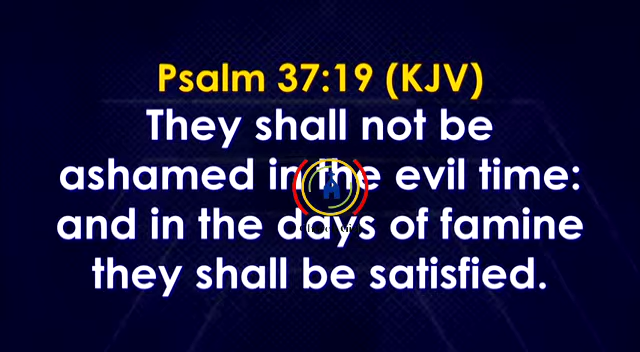 Psalm 37:19 (KJV)
They shall not be
ashamed in the evil time:
and in the days of famine
they shall be satisfied.